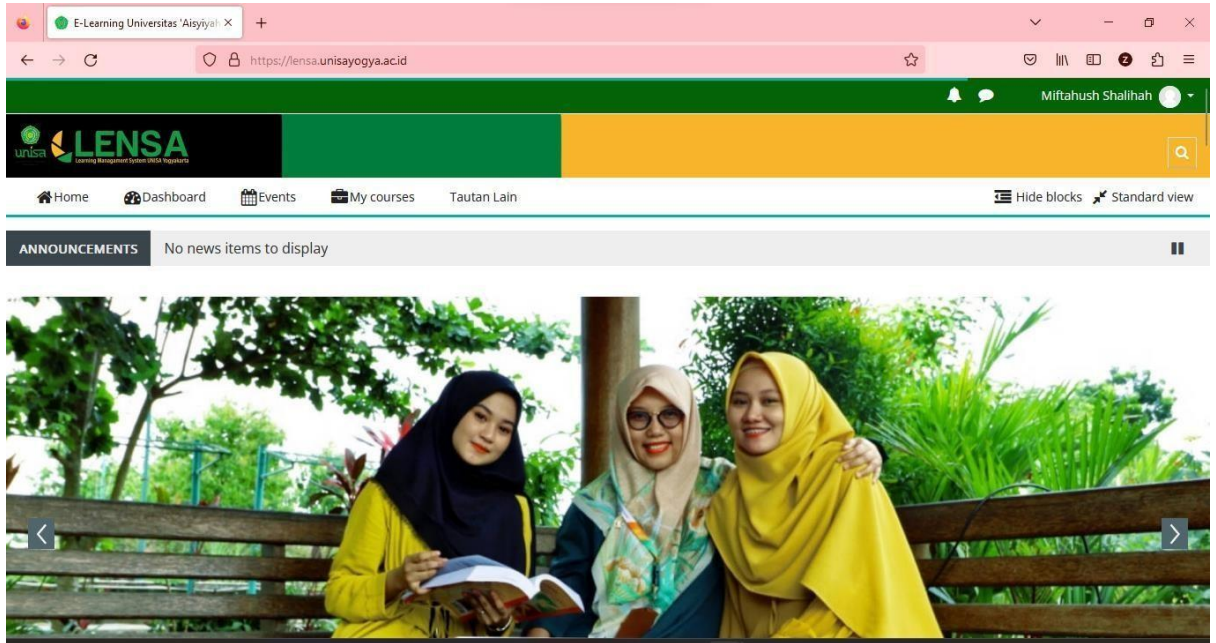 E-Learning Universitas 'Aisyiyah
https://lensa.unisayogya.ac.id
Miftahush Shalihah
unisa LENSA
Learning Management System UNISA Yogyakarta
Home Dashboard Events My courses Tautan Lain Hide blocks Standard view
ANNOUNCEMENTS No news items to display